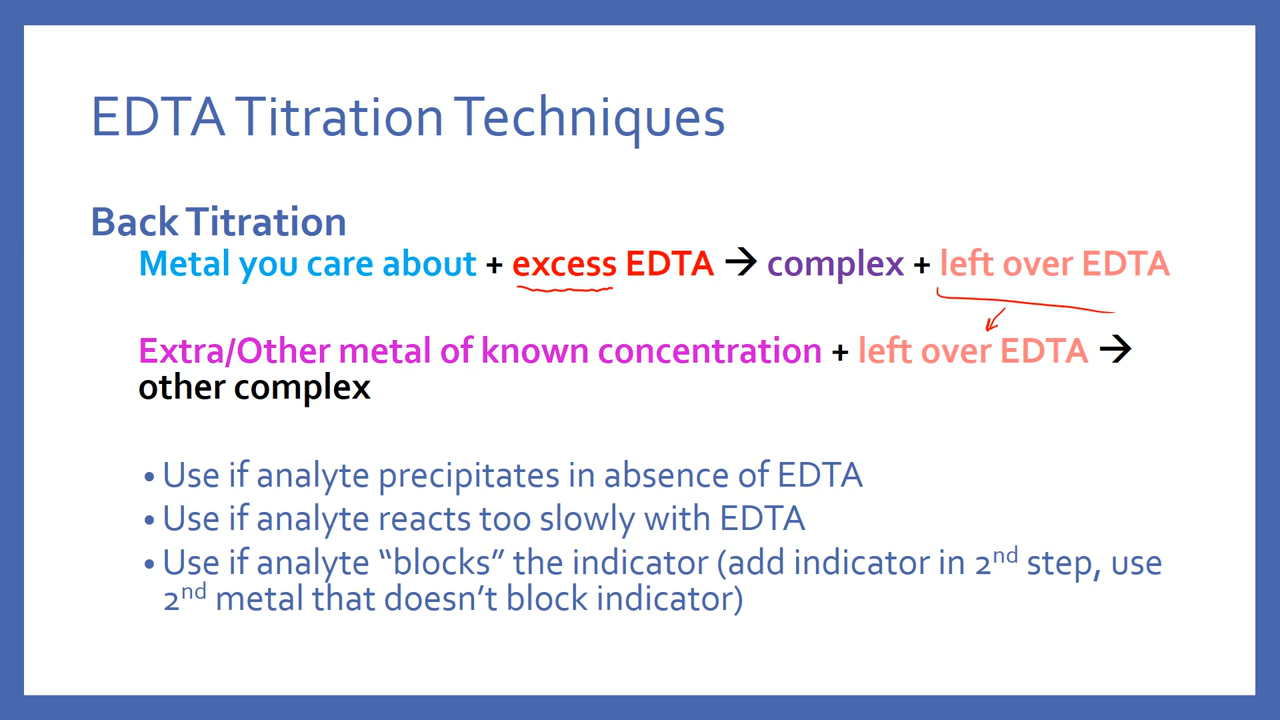 EDTA Titration Techniques
Back Titration
Metal you care about + excess EDTA → complex + left over EDTA
Extra/Other metal of known concentration + left over EDTA →
other complex
• Use if analyte precipitates in absence of EDTA
• Use if analyte reacts too slowly with EDTA
• Use if analyte “blocks” the indicator (add indicator in 2nd step, use
2nd metal that doesn’t block indicator)